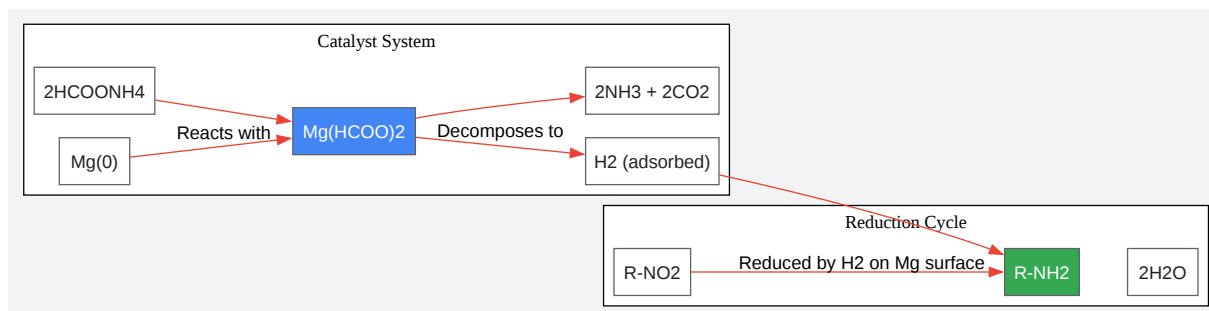 Catalyst System
2HCOONH4
2NH3 + 2CO2
Reacts with
Mg(HCOO)2
Decomposes to
Mg(0)
H2 (adsorbed)
Reduction Cycle
R-NO2
Reduced by H2 on Mg surface
R-NH2
2H2O